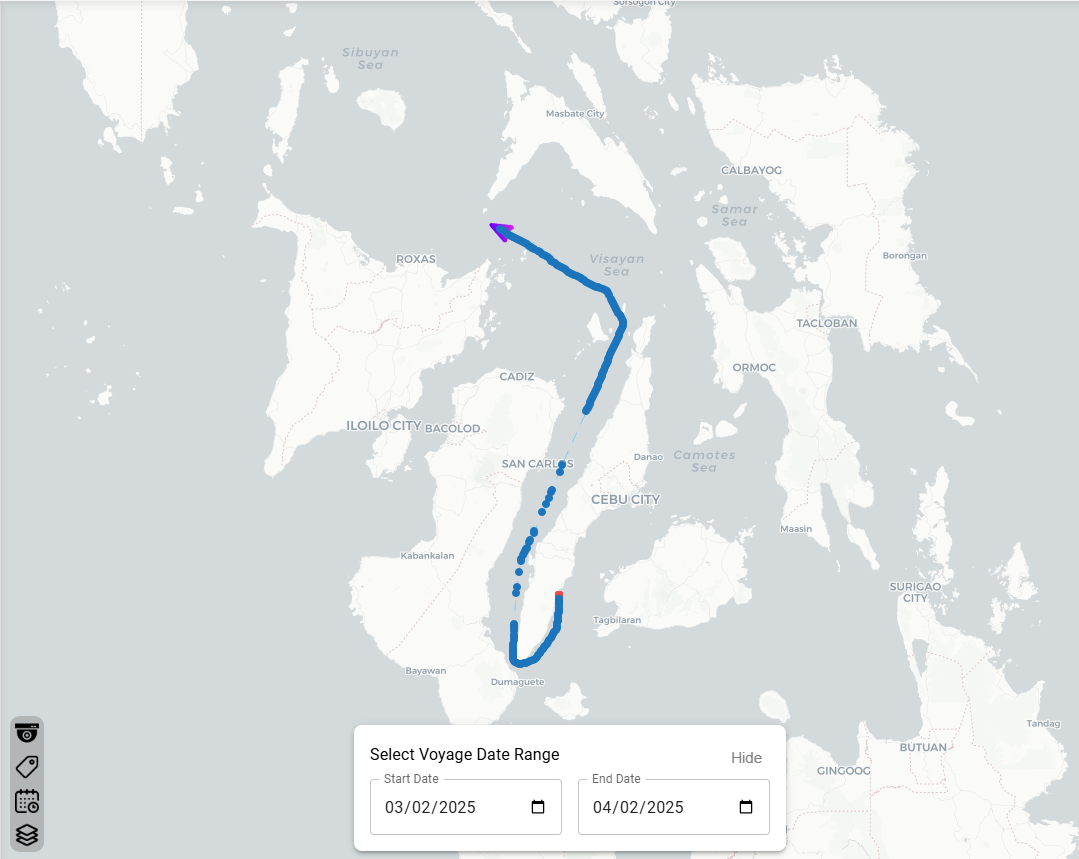 Sorsogon City
Sibuyan
Sea
Masbate City
CALBAYOG
Samar
Sea
ROXAS
Visayan
Sea
Borongan
TACLOBAN
ORMOC
CADIZ
ILOILO CITY
BACOLOD
SAN CARLOS
Danao
Camotes
Sea
CEBU CITY
Maasin
Kabankalan
SURIGAO
CITY
Tagbilaran
Bayawan
Dumaguete
Tandag
BUTUAN
GINGOOG
Select Voyage Date Range
Hide
Start Date
End Date
03/02/2025
04/02/2025